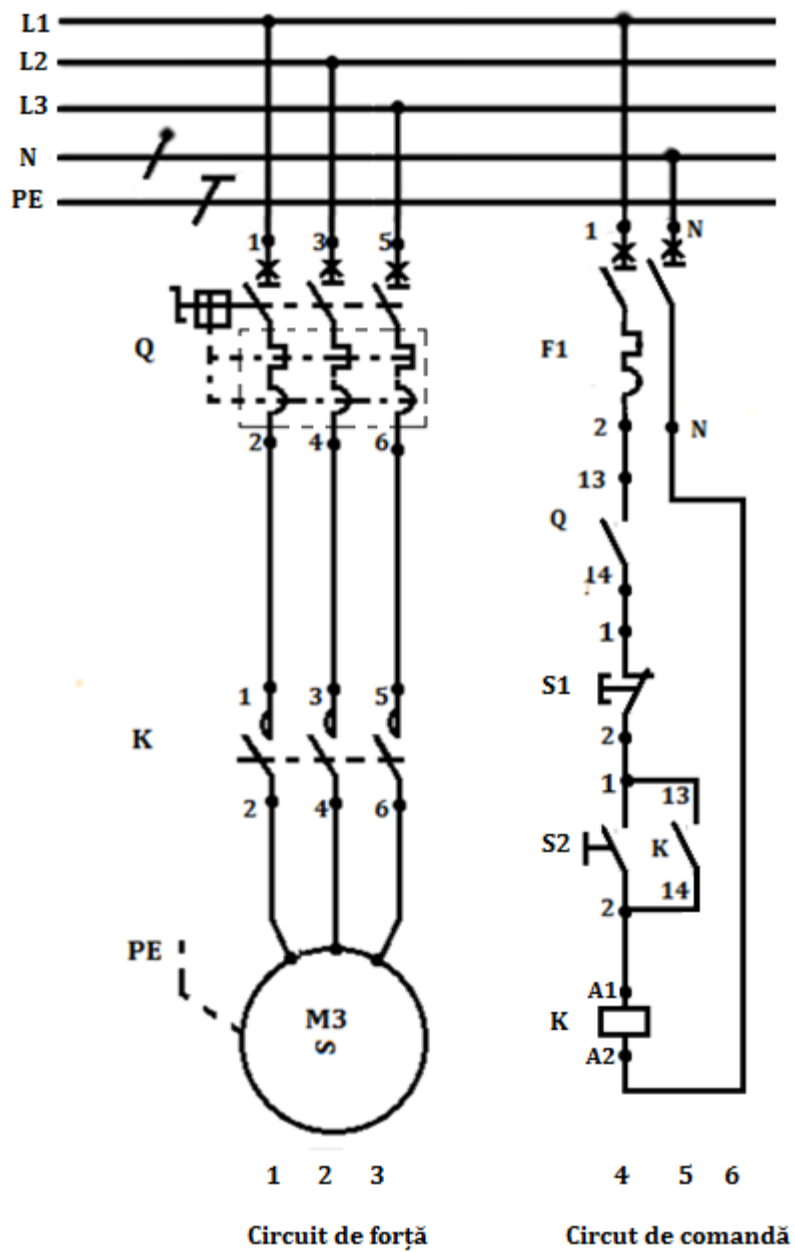 L1
L2
L3
N
PE
1 3 5 1 N
Q F1
2 4 6 2 N
13
Q
14
1
1 3 5 S1
K 2
2 4 6 1 13
S2 K
14
2
PE A1
M3 K
S A2
1 2 3 4 5 6
Circuit de forță Circut de comandă